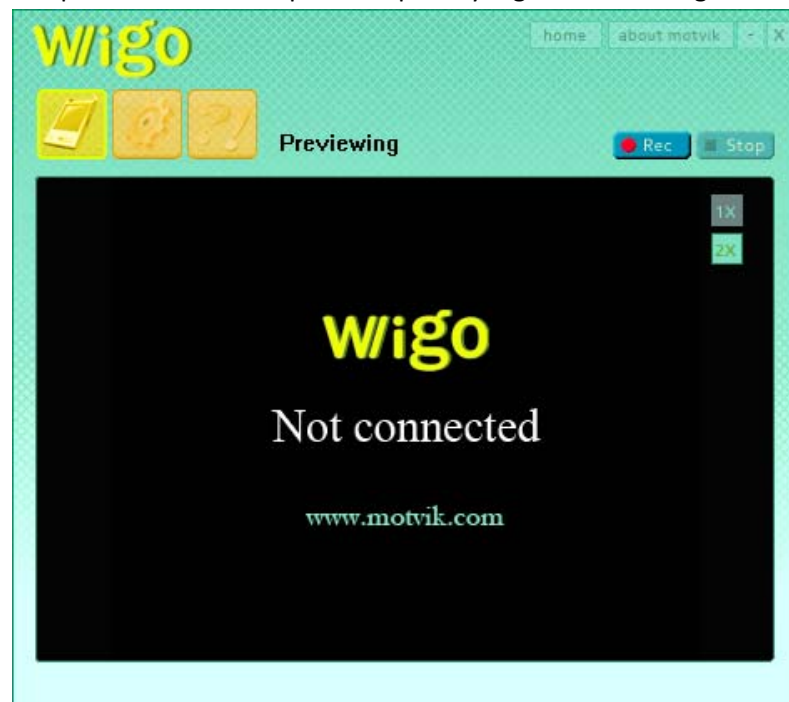 Wigo
home about motvik - X
?!
Previewing
Rec Stop
1X
2X
Wigo
Not connected
www.motvik.com